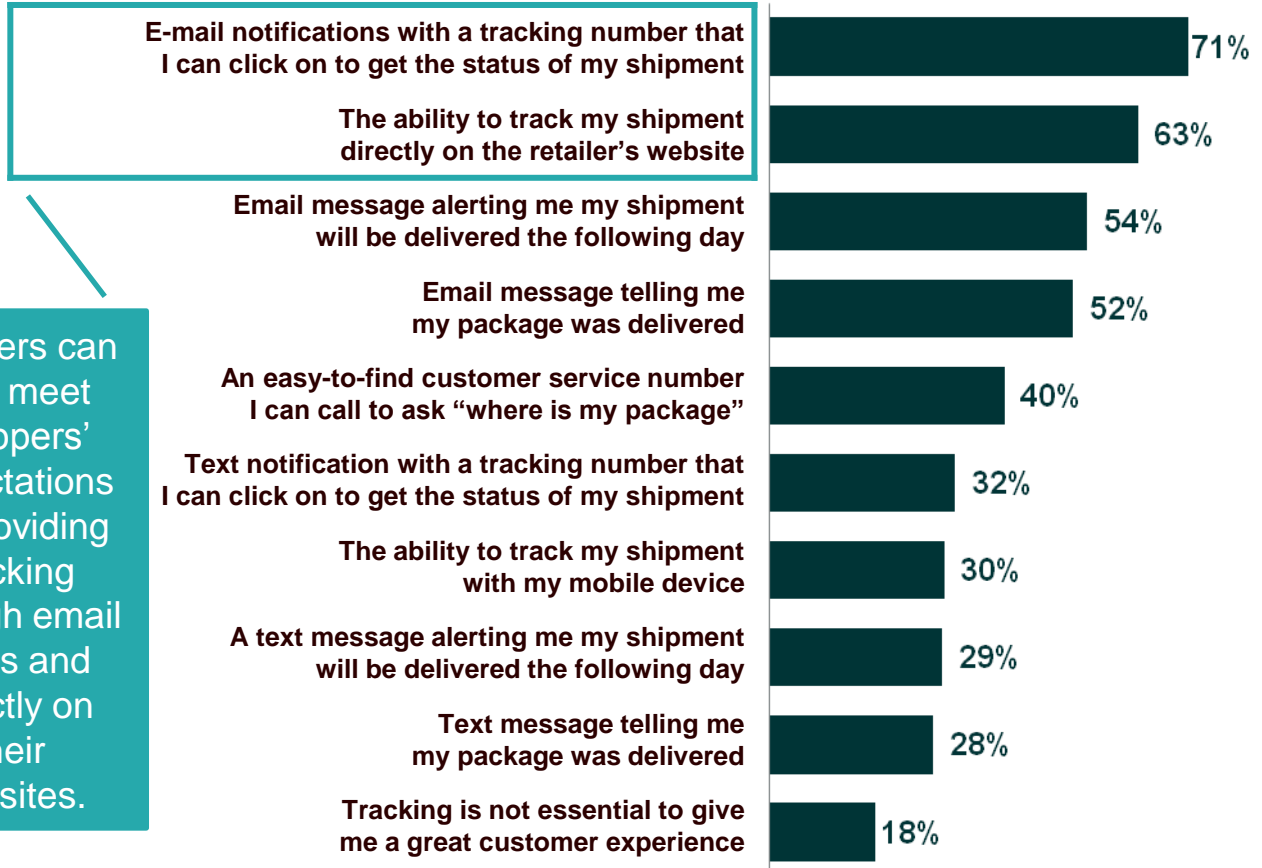 E-mail notifications with a tracking number that
I can click on to get the status of my shipment
71%
The ability to track my shipment
directly on the retailer's website
63%
Email message alerting me my shipment
will be delivered the following day
54%
Email message telling me
my package was delivered
52%
An easy-to-find customer service number
I can call to ask “where is my package”
40%
Text notification with a tracking number that
I can click on to get the status of my shipment
32%
The ability to track my shipment
with my mobile device
30%
A text message alerting me my shipment
will be delivered the following day
29%
Text message telling me
my package was delivered
28%
Tracking is not essential to give
me a great customer experience
18%
ers can
meet
opers’
ctations
oviding
cking
gh email
s and
ctly on
heir
sites.